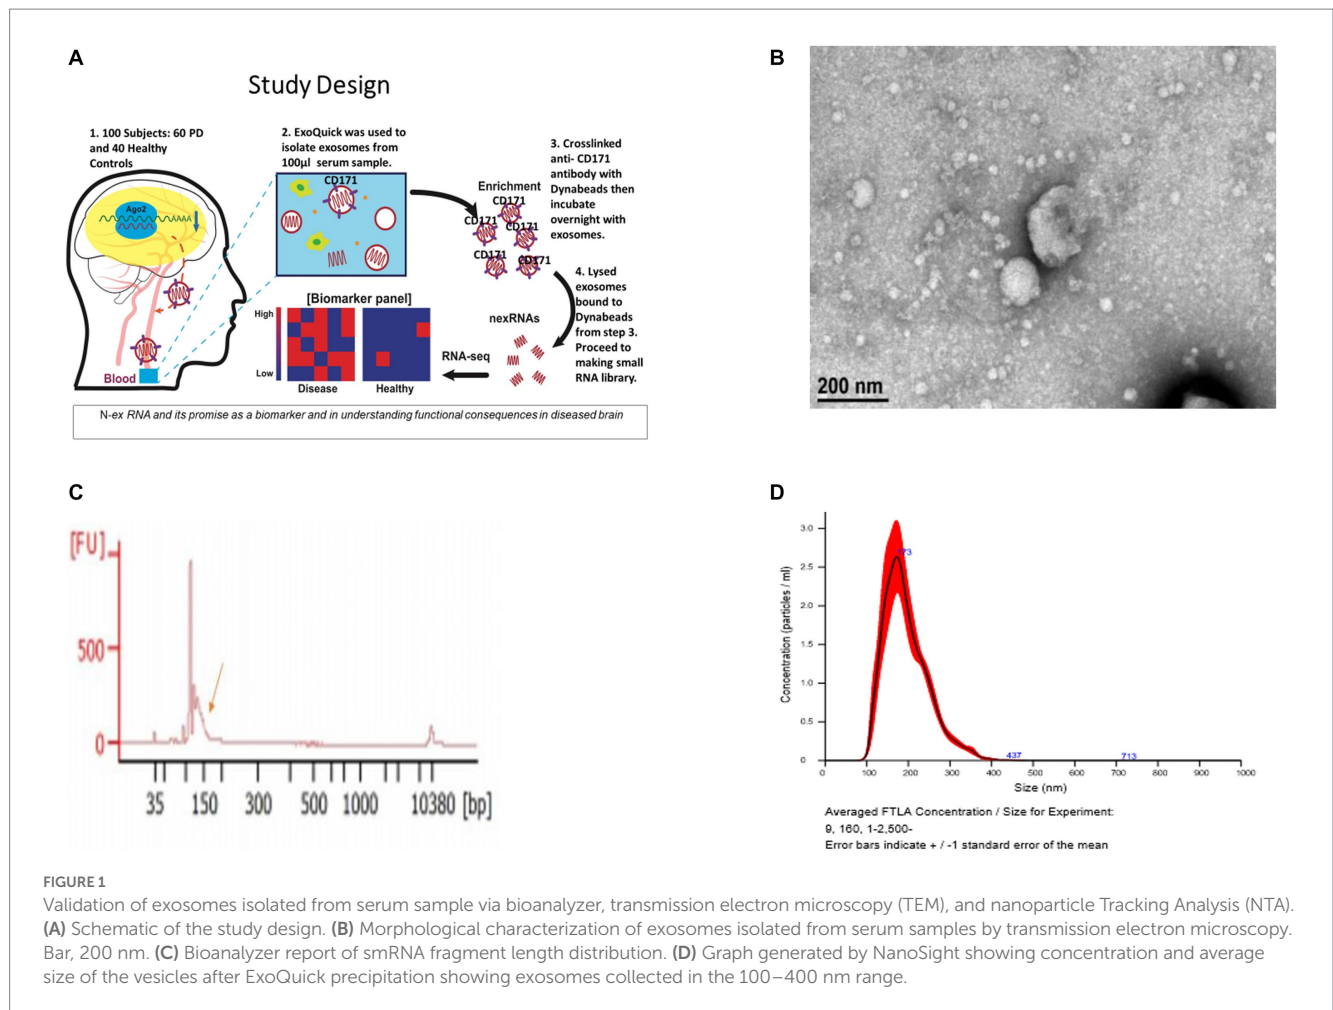 A
Study Design
1. 100 Subjects: 60 PD
and 40 Healthy
Controls
Ago2
AAAA
Blood
2. ExoQuick was used to
isolate exosomes from
100µl serum sample.
CD171
Enrichment
CD171
CD171
CD171
CD171
CD171
3. Crosslinked
anti- CD171
antibody with
Dynabeads then
incubate
overnight with
exosomes.
4. Lysed
exosomes
bound to
Dynabeads
from step 3.
Proceed to
making small
RNA library.
nexRNAs
RNA-seq
[Biomarker panel]
High
Low
Disease
Healthy
N-ex RNA and its promise as a biomarker and in understanding functional consequences in diseased brain
B
200 nm
C
[FU]
500
0
35 150 300 500 1000 10380 [bp]
D
Concentration (particles / ml)
3.0
2.5
2.0
1.5
1.0
0.5
0
173
437
713
0 100 200 300 400 500 600 700 800 900 1000
Size (nm)
Averaged FTLA Concentration / Size for Experiment:
9, 160, 1-2,500-
Error bars indicate + / -1 standard error of the mean
FIGURE 1
Validation of exosomes isolated from serum sample via bioanalyzer, transmission electron microscopy (TEM), and nanoparticle Tracking Analysis (NTA).
(A) Schematic of the study design. (B) Morphological characterization of exosomes isolated from serum samples by transmission electron microscopy.
Bar, 200 nm. (C) Bioanalyzer report of smRNA fragment length distribution. (D) Graph generated by NanoSight showing concentration and average
size of the vesicles after ExoQuick precipitation showing exosomes collected in the 100–400 nm range.